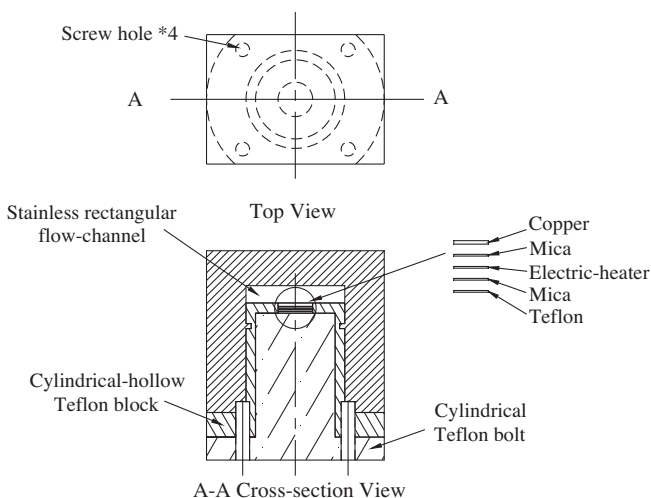 Screw hole *4
A
A
Top View
Stainless rectangular
flow-channel
Copper
Mica
Electric-heater
Mica
Teflon
Cylindrical-hollow
Teflon block
Cylindrical
Teflon bolt
A-A Cross-section View